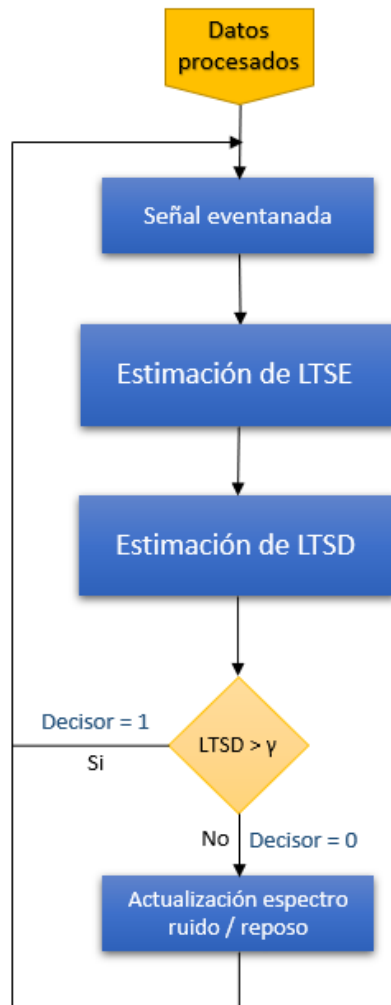 Datos
procesados
Señal eventanada
Estimación de LTSE
Estimación de LTSD
Decisor = 1
LTSD > γ
Si
No
Decisor = 0
Actualización espectro
ruido / reposo